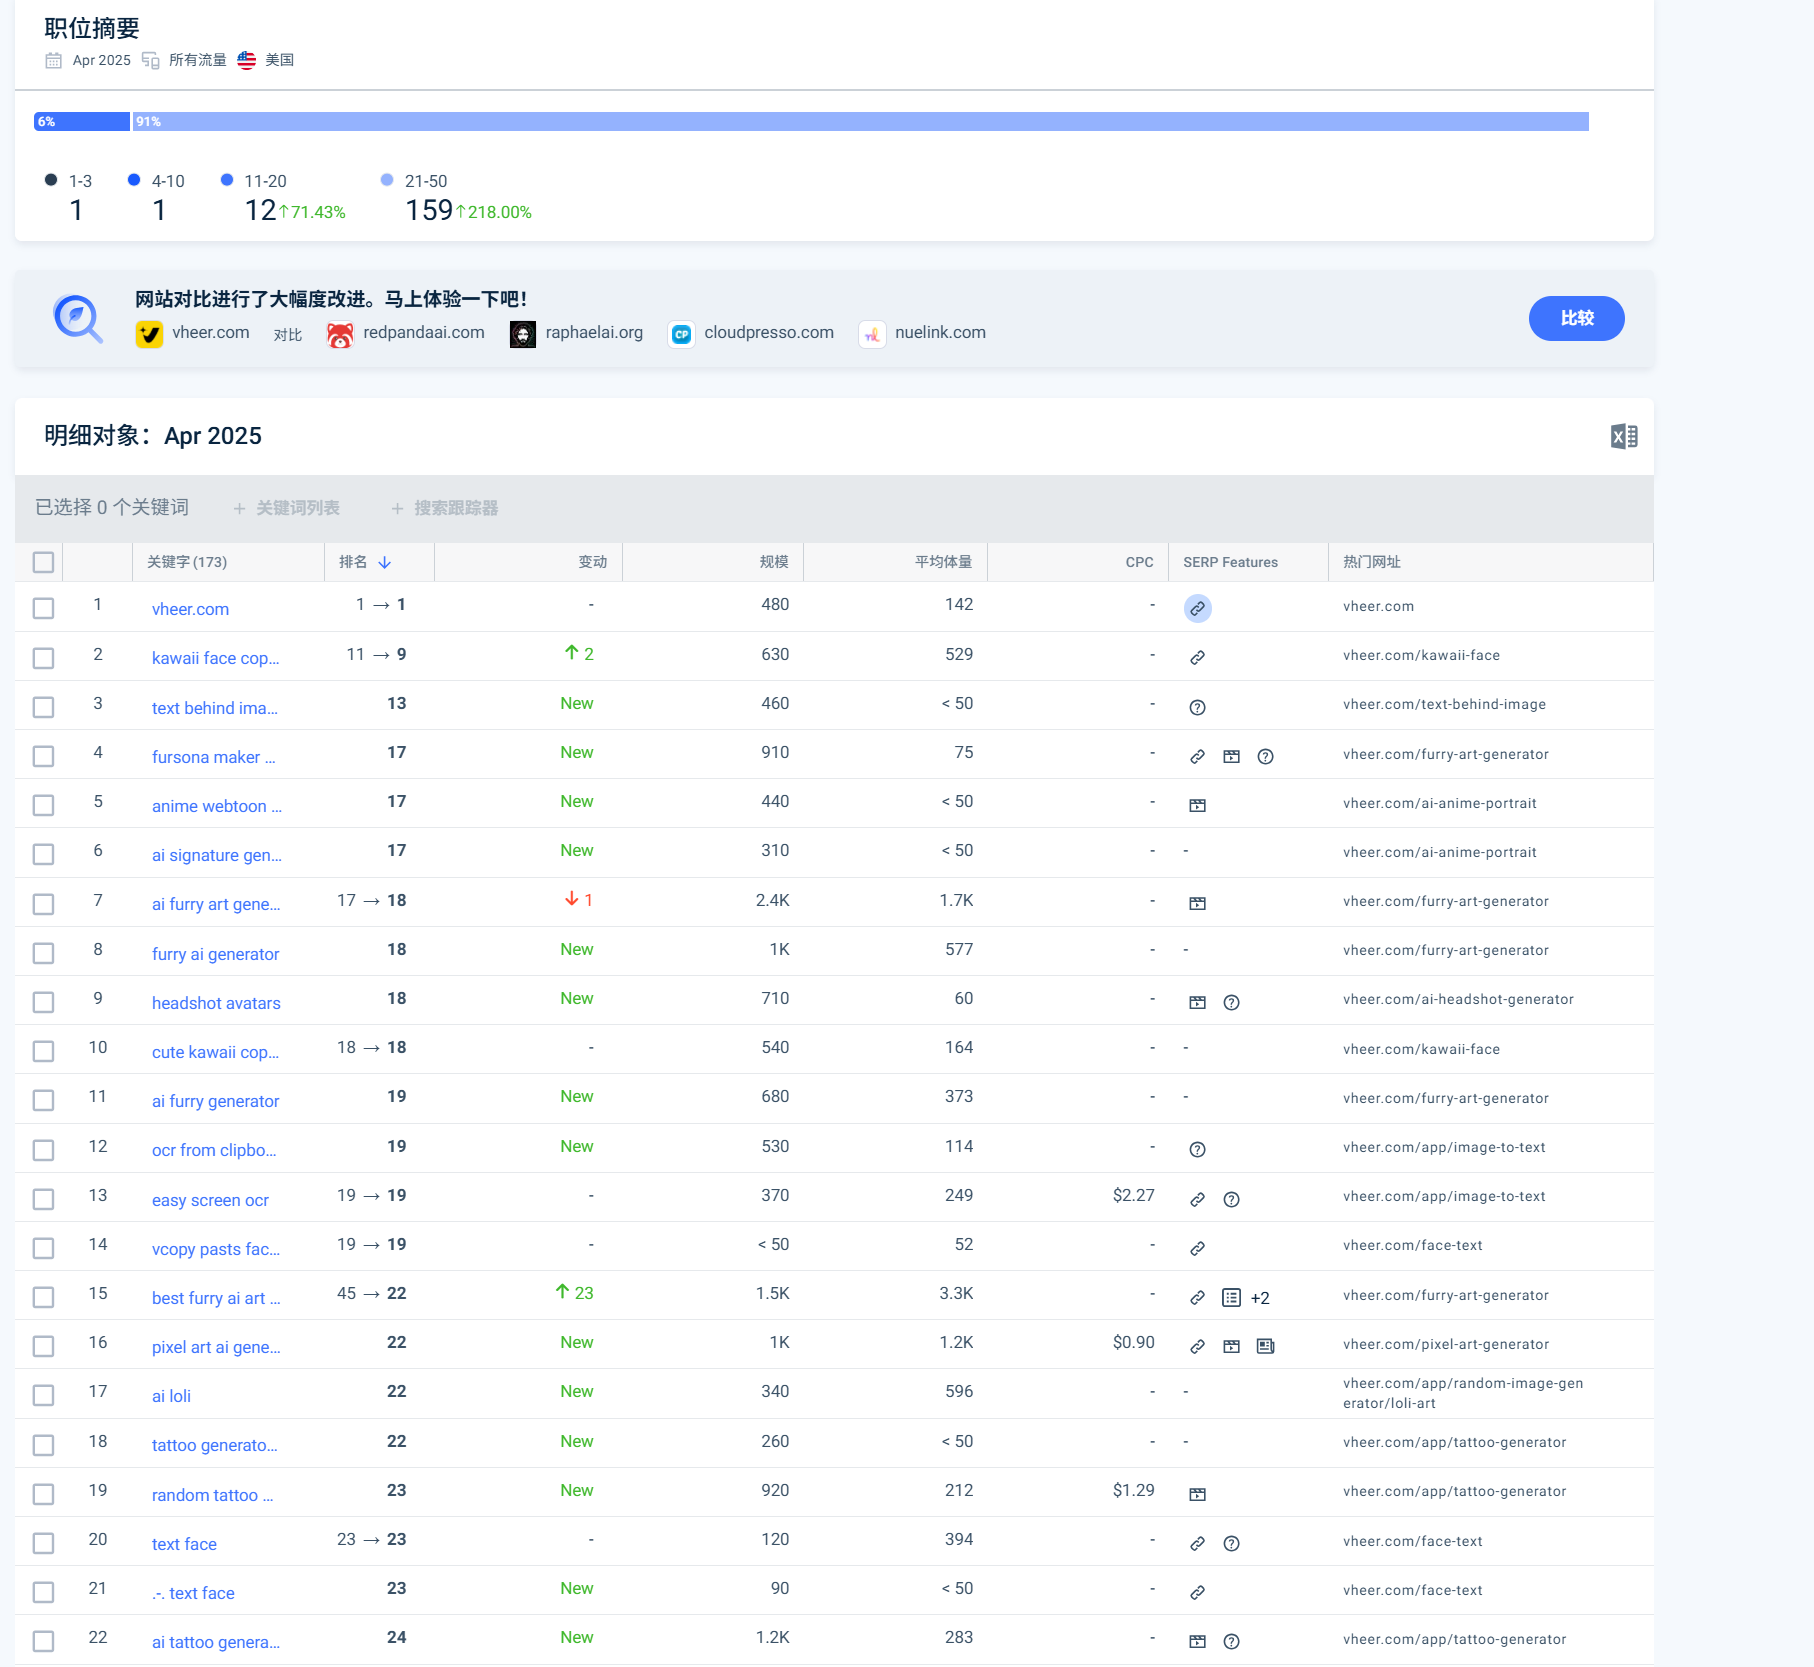 职位摘要
Apr 2025 所有流量 美国
6% 91%
1-3 4-10 11-20 21-50
1 1 12 ↑71.43% 159 ↑218.00%
网站对比进行了大幅度改进。马上体验一下吧！
vheer.com 对比 redpandaai.com raphaelai.org cloudpresso.com nuelink.com
比较
明细对象：Apr 2025
已选择 0 个关键词 + 关键词列表 + 搜索跟踪器
关键字 (173) 排名 ↓ 变动 规模 平均体量 CPC SERP Features 热门网址
1 vheer.com 1 → 1 - 480 142 - vheer.com
2 kawaii face cop... 11 → 9 ↑ 2 630 529 - vheer.com/kawaii-face
3 text behind ima... 13 New 460 < 50 - vheer.com/text-behind-image
4 fursona maker ... 17 New 910 75 - vheer.com/furry-art-generator
5 anime webtoon ... 17 New 440 < 50 - vheer.com/ai-anime-portrait
6 ai signature gen... 17 New 310 < 50 - - vheer.com/ai-anime-portrait
7 ai furry art gene... 17 → 18 ↓ 1 2.4K 1.7K - vheer.com/furry-art-generator
8 furry ai generator 18 New 1K 577 - - vheer.com/furry-art-generator
9 headshot avatars 18 New 710 60 - vheer.com/ai-headshot-generator
10 cute kawaii cop... 18 → 18 - 540 164 - - vheer.com/kawaii-face
11 ai furry generator 19 New 680 373 - - vheer.com/furry-art-generator
12 ocr from clipbo... 19 New 530 114 - vheer.com/app/image-to-text
13 easy screen ocr 19 → 19 - 370 249 $2.27 vheer.com/app/image-to-text
14 vcopy pasts fac... 19 → 19 - < 50 52 - vheer.com/face-text
15 best furry ai art ... 45 → 22 ↑ 23 1.5K 3.3K - +2 vheer.com/furry-art-generator
16 pixel art ai gene... 22 New 1K 1.2K $0.90 vheer.com/pixel-art-generator
17 ai loli 22 New 340 596 - - vheer.com/app/random-image-gen
erator/loli-art
18 tattoo generato... 22 New 260 < 50 - - vheer.com/app/tattoo-generator
19 random tattoo ... 23 New 920 212 $1.29 vheer.com/app/tattoo-generator
20 text face 23 → 23 - 120 394 - vheer.com/face-text
21 .-. text face 23 New 90 < 50 - vheer.com/face-text
22 ai tattoo genera... 24 New 1.2K 283 - vheer.com/app/tattoo-generator